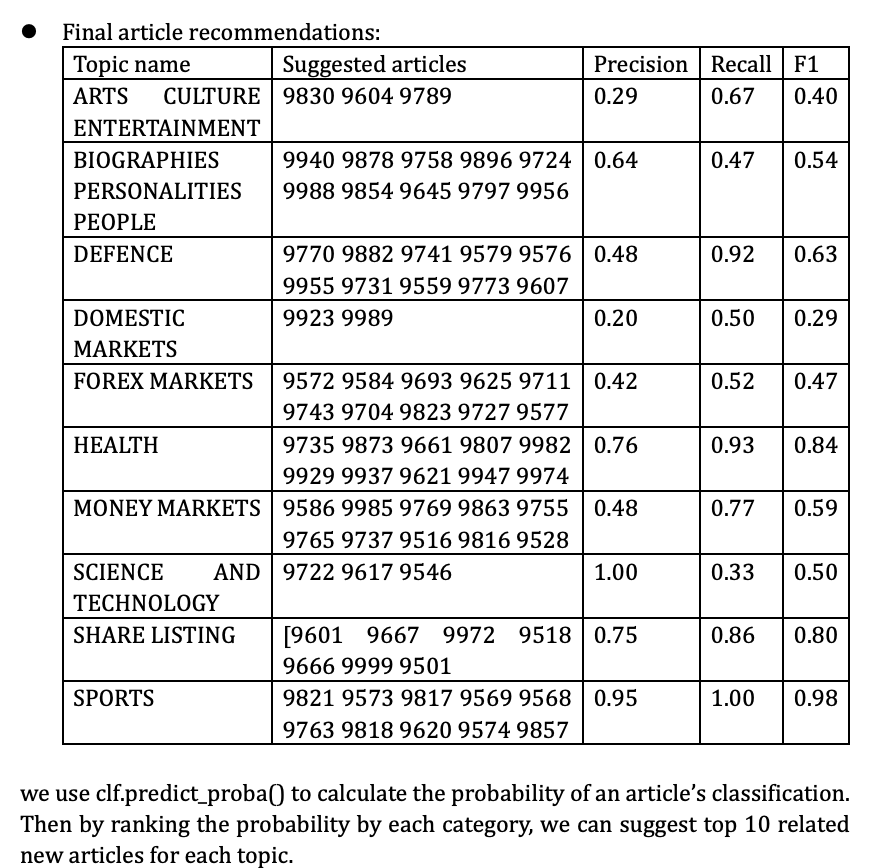 ● Final article recommendations:
Topic name Suggested articles Precision Recall F1
ARTS CULTURE 9830 9604 9789 0.29 0.67 0.40
ENTERTAINMENT
BIOGRAPHIES 9940 9878 9758 9896 9724 0.64 0.47 0.54
PERSONALITIES 9988 9854 9645 9797 9956
PEOPLE
DEFENCE 9770 9882 9741 9579 9576 0.48 0.92 0.63
9955 9731 9559 9773 9607
DOMESTIC 9923 9989 0.20 0.50 0.29
MARKETS
FOREX MARKETS 9572 9584 9693 9625 9711 0.42 0.52 0.47
9743 9704 9823 9727 9577
HEALTH 9735 9873 9661 9807 9982 0.76 0.93 0.84
9929 9937 9621 9947 9974
MONEY MARKETS 9586 9985 9769 9863 9755 0.48 0.77 0.59
9765 9737 9516 9816 9528
SCIENCE AND 9722 9617 9546 1.00 0.33 0.50
TECHNOLOGY
SHARE LISTING [9601 9667 9972 9518 0.75 0.86 0.80
9666 9999 9501
SPORTS 9821 9573 9817 9569 9568 0.95 1.00 0.98
9763 9818 9620 9574 9857
we use clf.predict_proba() to calculate the probability of an article's classification.
Then by ranking the probability by each category, we can suggest top 10 related
new articles for each topic.